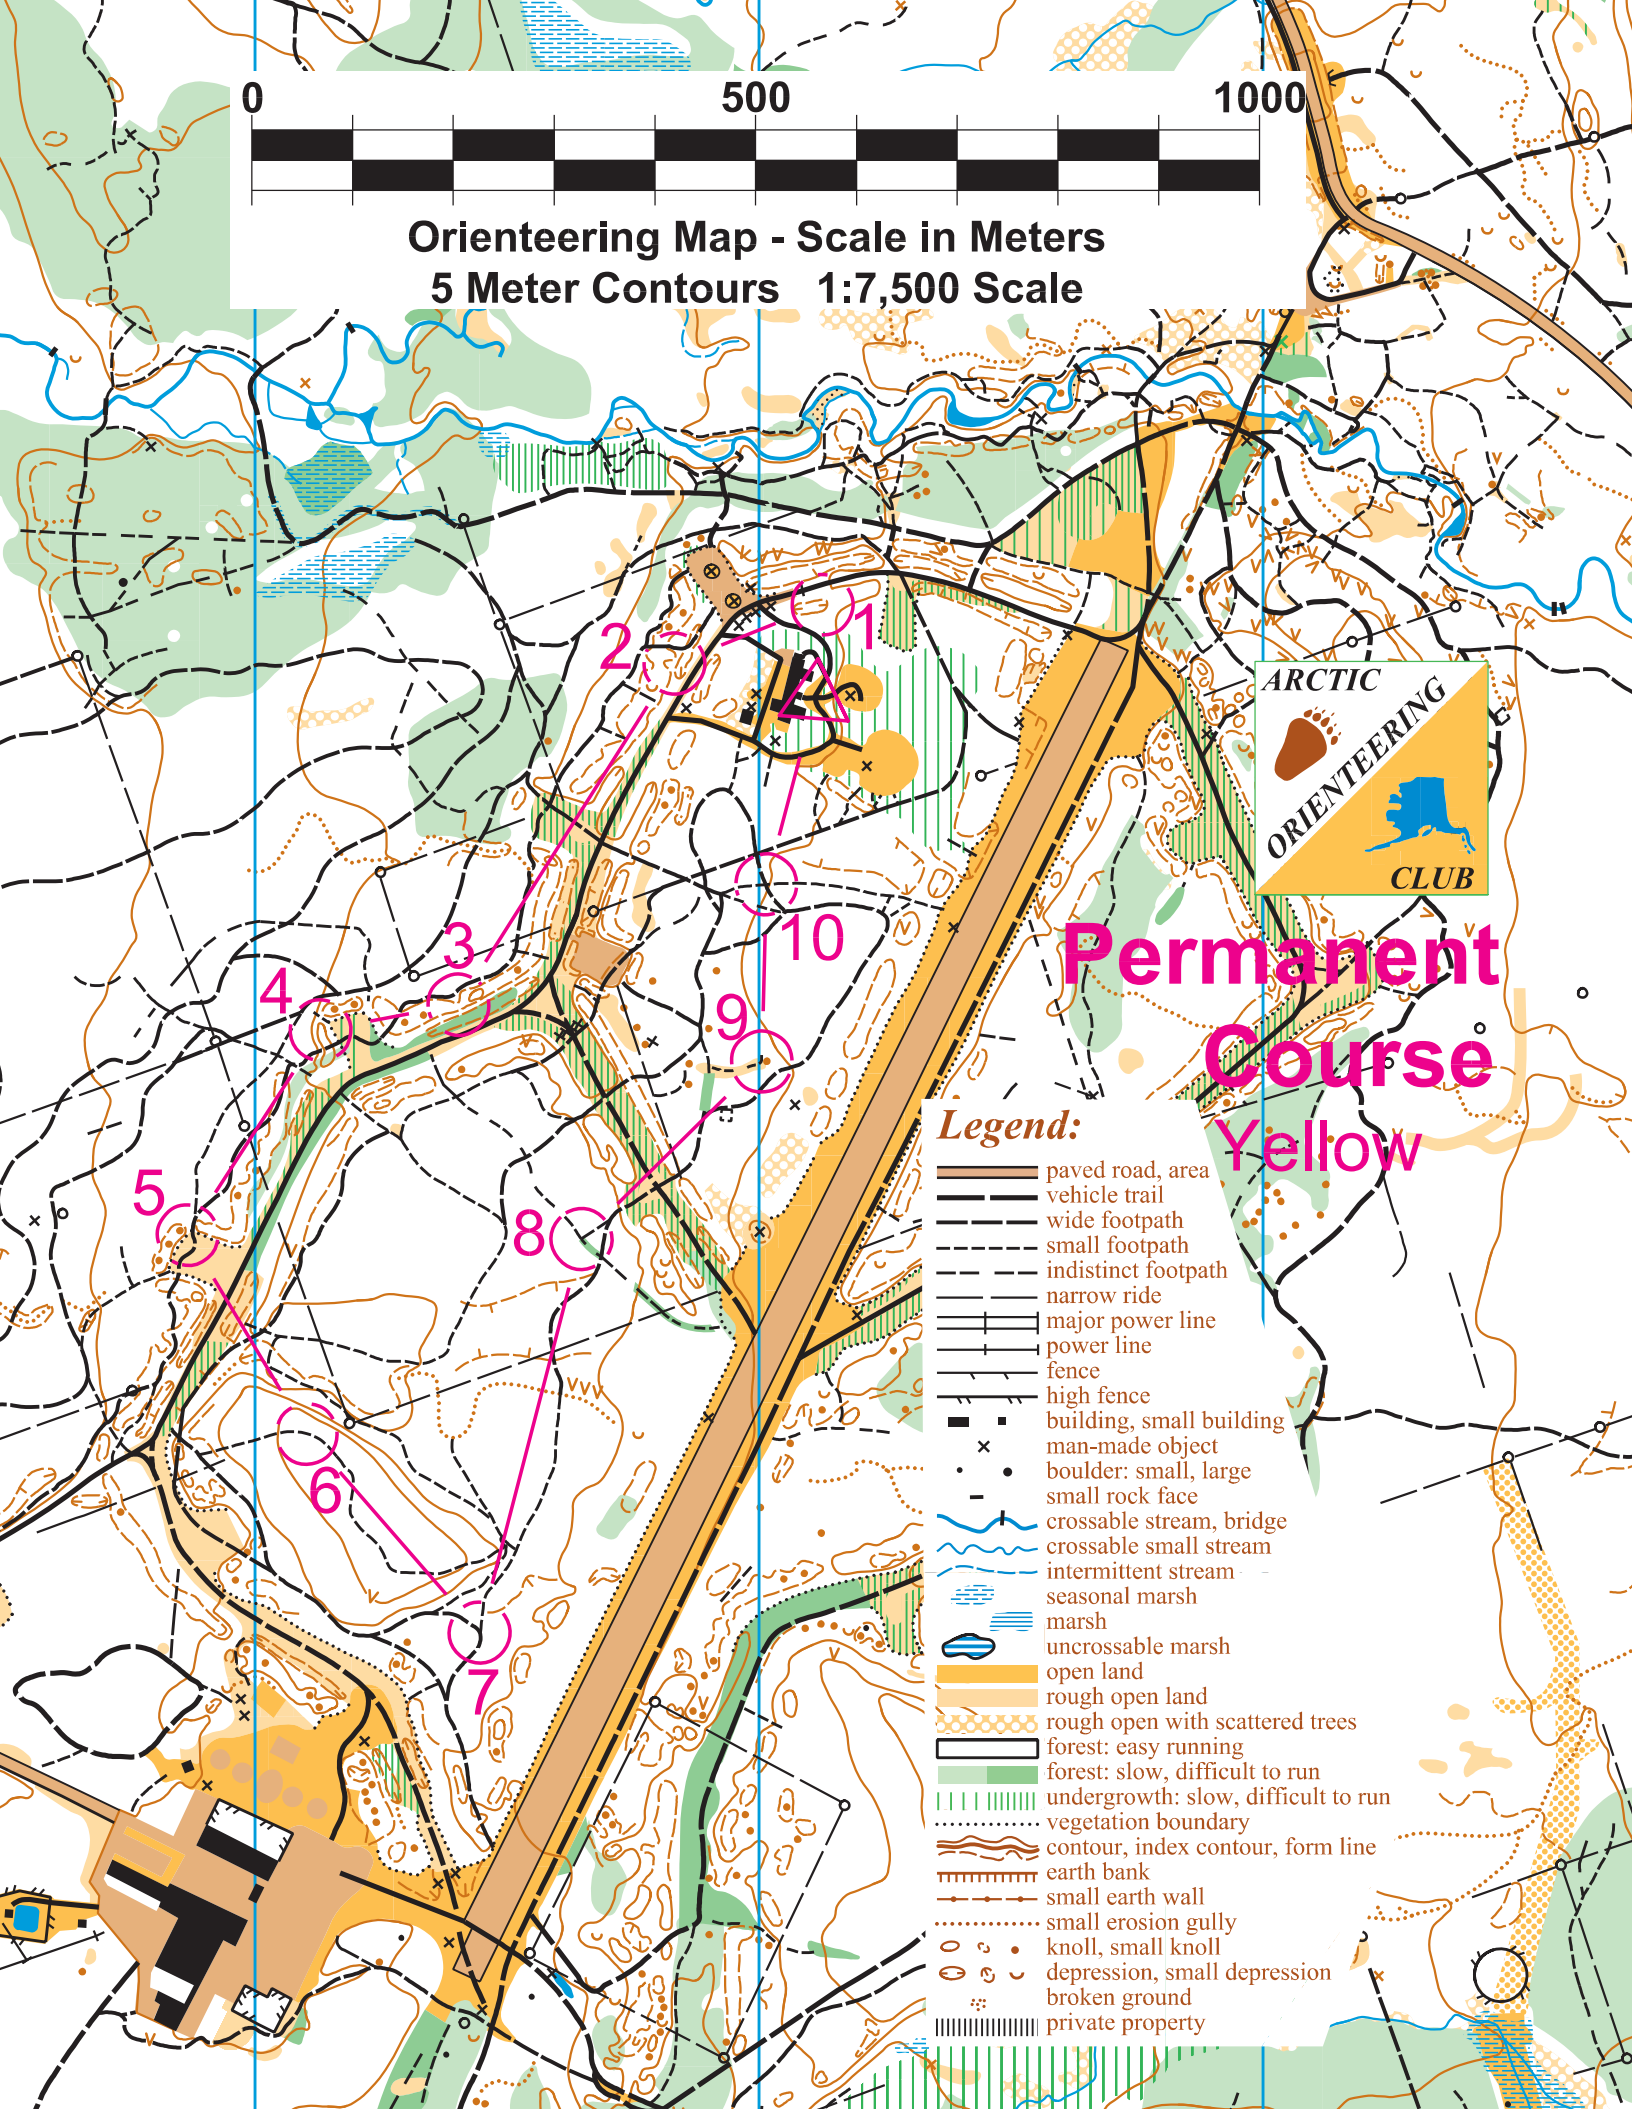 0 500 1000
Orienteering Map - Scale in Meters
5 Meter Contours 1:7,500 Scale
1
2
ARCTIC
ORIENTEERING
CLUB
3
10
Permanent
4
9
Course
Legend:
Yellow
paved road, area
vehicle trail
5
wide footpath
8
small footpath
indistinct footpath
narrow ride
major power line
power line
fence
high fence
building, small building
man-made object
boulder: small, large
6
small rock face
crossable stream, bridge
crossable small stream
intermittent stream
seasonal marsh
marsh
uncrossable marsh
open land
7
rough open land
rough open with scattered trees
forest: easy running
forest: slow, difficult to run
undergrowth: slow, difficult to run
vegetation boundary
contour, index contour, form line
earth bank
small earth wall
small erosion gully
knoll, small knoll
depression, small depression
broken ground
private property